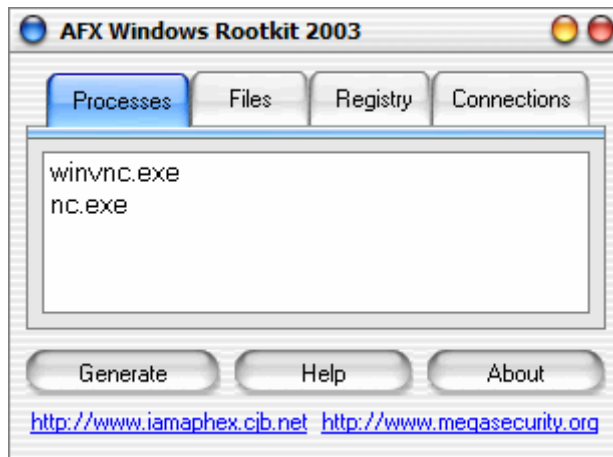 AFX Windows Rootkit 2003
Processes Files Registry Connections
winvnc.exe
nc.exe
Generate Help About
http://www.iamaphex.cjb.net http://www.megasecurity.org